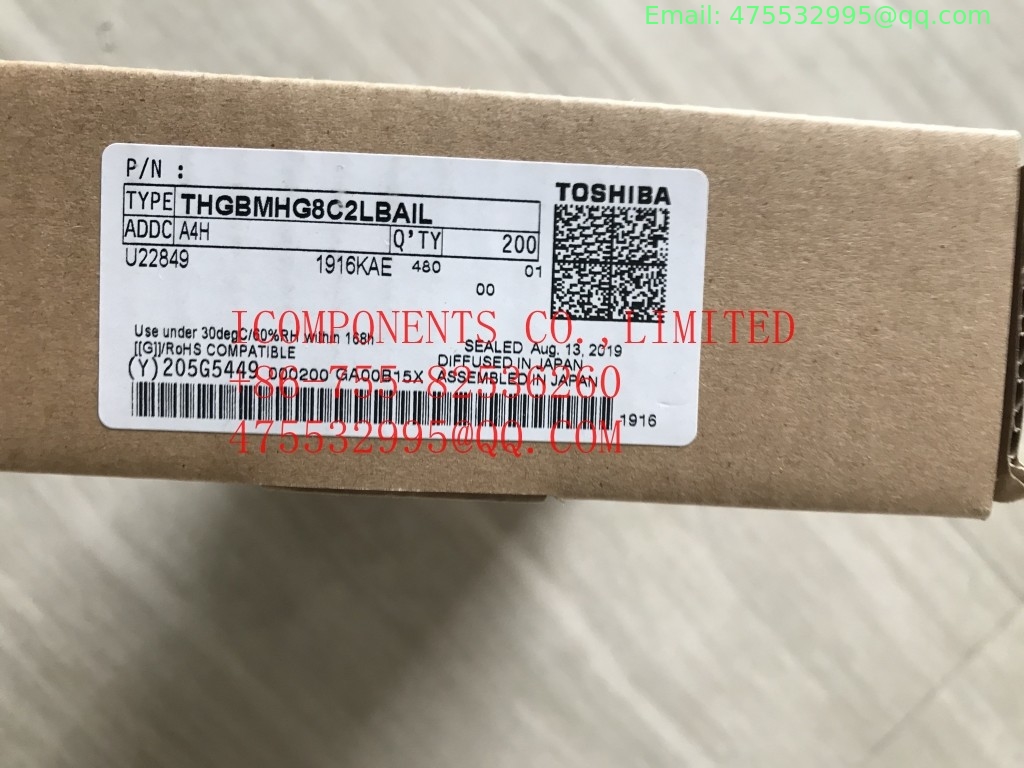 Email: 475532995@qq.com
P/N :
TOSHIBA
TYPE THGBMHG8C2LBAIL
ADDC A4H Q'TY 200
U22849 1916KAE 480 01
00
ICOMPONENTS CO.,LIMITED
Use under 30degC/60%RH within 168h
SEALED Aug. 13, 2019
[[G]]/RoHS COMPATIBLE
DIFFUSED IN JAPAN
(Y)205G5449 000200 GA00B15X ASSEMBLED IN JAPAN
+86-755-82536260
1916
475532995@QQ.COM